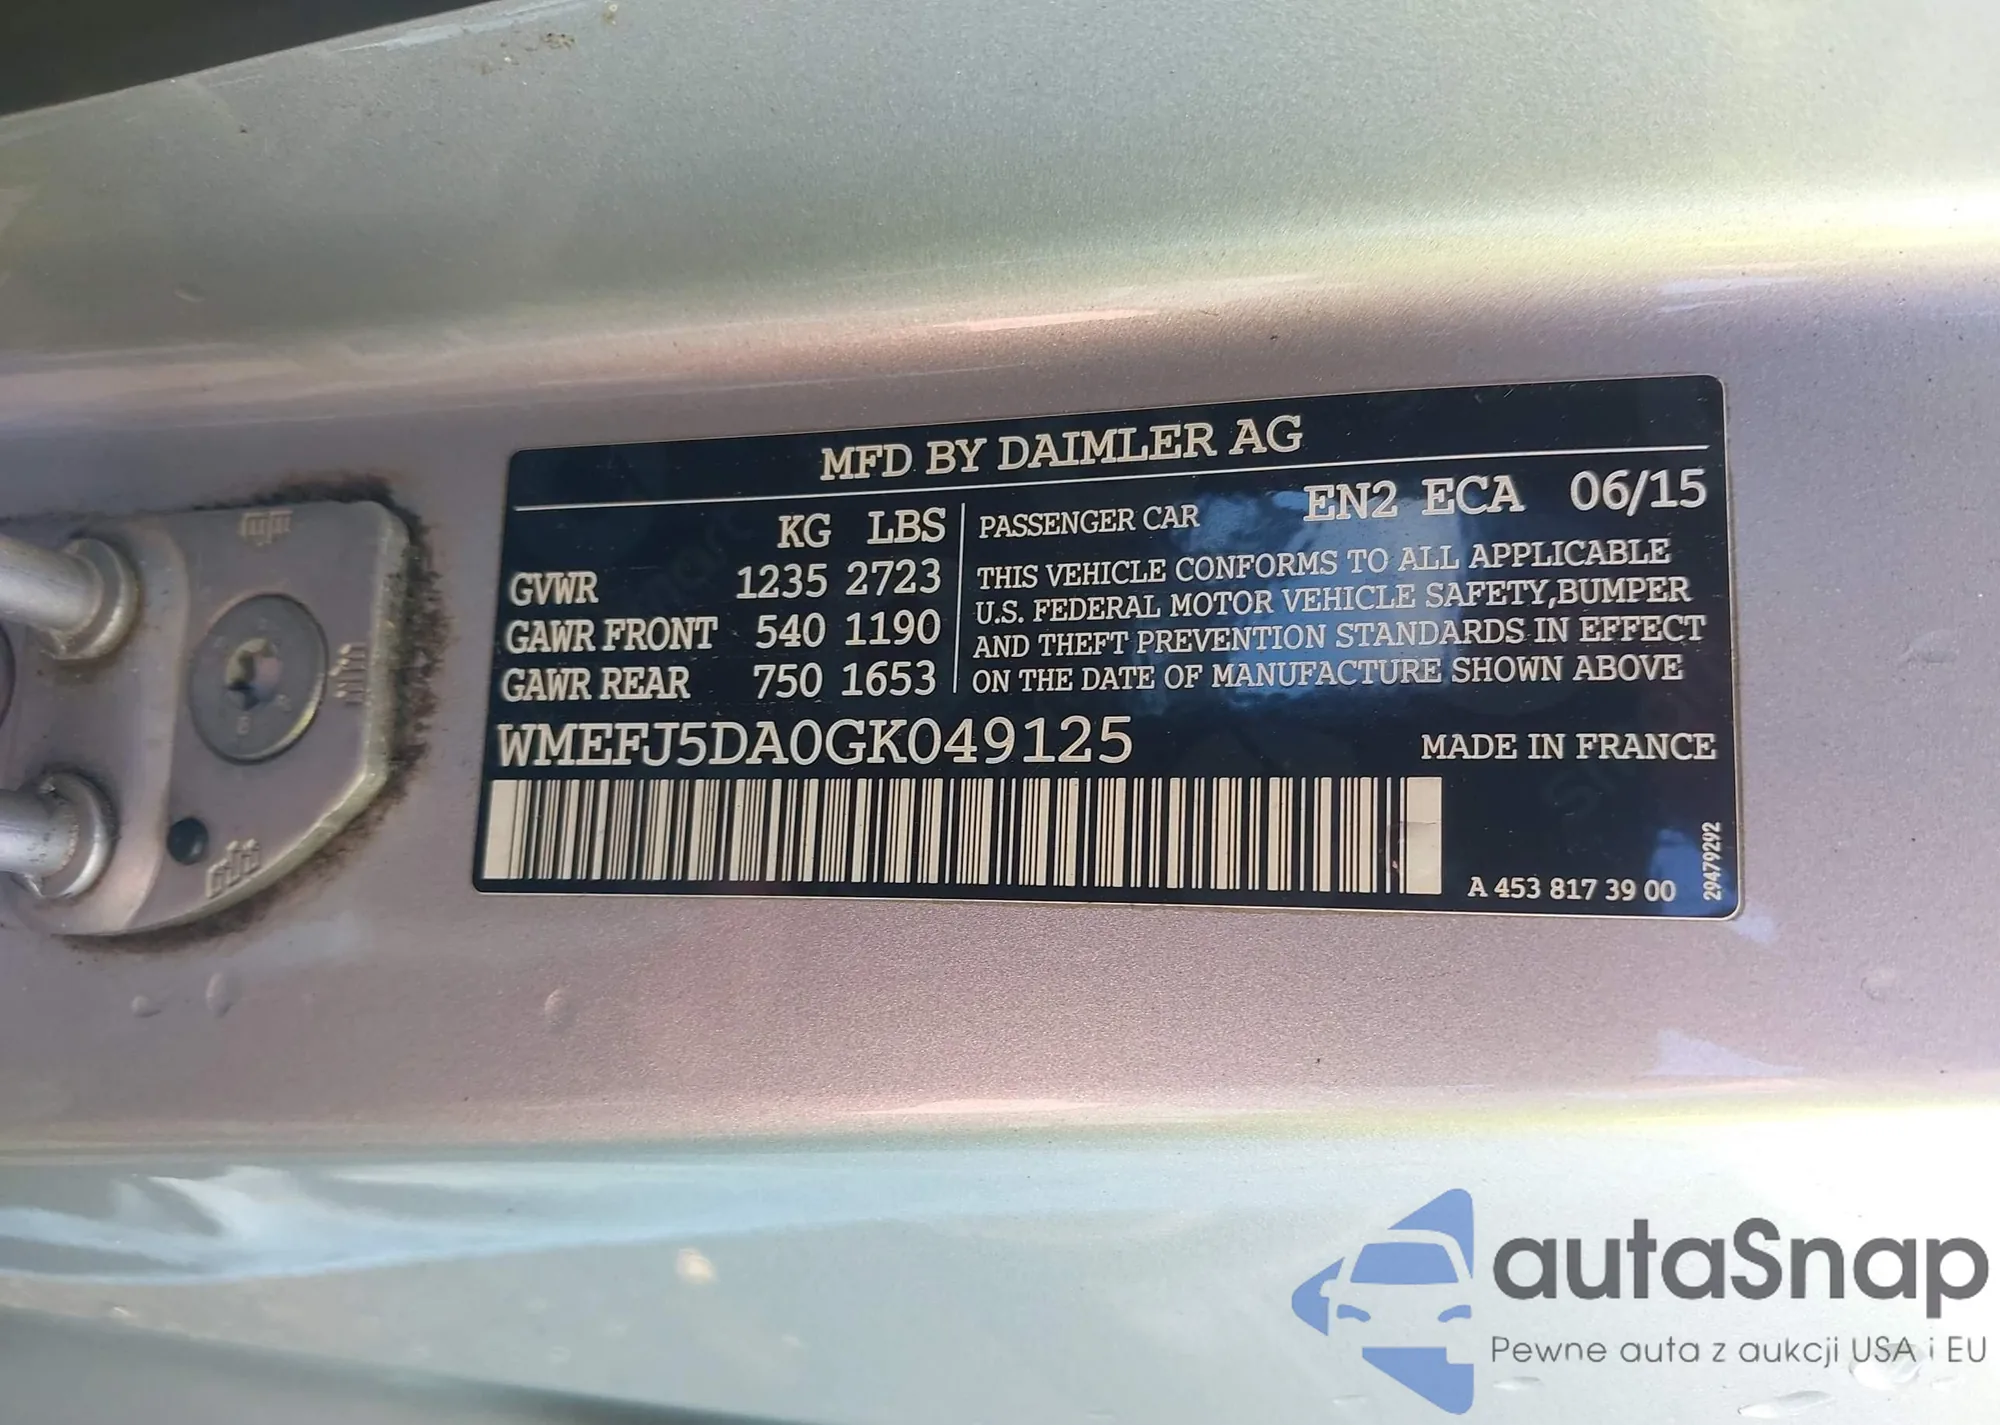 MFD BY DAIMLER AG
KG LBS
GVWR 1235 2723
GAWR FRONT 540 1190
GAWR REAR 750 1653
PASSENGER CAR EN2 ECA 06/15
THIS VEHICLE CONFORMS TO ALL APPLICABLE
U.S. FEDERAL MOTOR VEHICLE SAFETY,BUMPER
AND THEFT PREVENTION STANDARDS IN EFFECT
ON THE DATE OF MANUFACTURE SHOWN ABOVE
WMEFJ5DA0GK049125
MADE IN FRANCE
A 453 817 39 00
29479292
autaSnap
Pewne auta z aukcji USA i EU